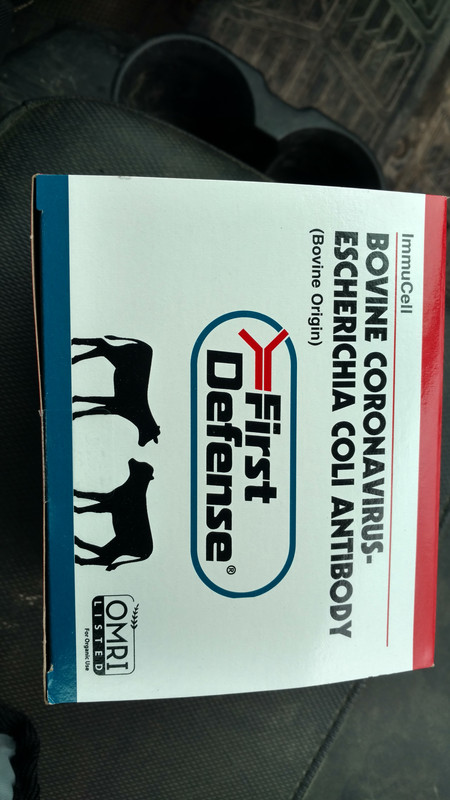 ImmuCell
BOVINE CORONAVIRUS-
ESCHERICHIA COLI ANTIBODY
(Bovine Origin)
First
Defense®
OMRI
LISTED
For Organic Use